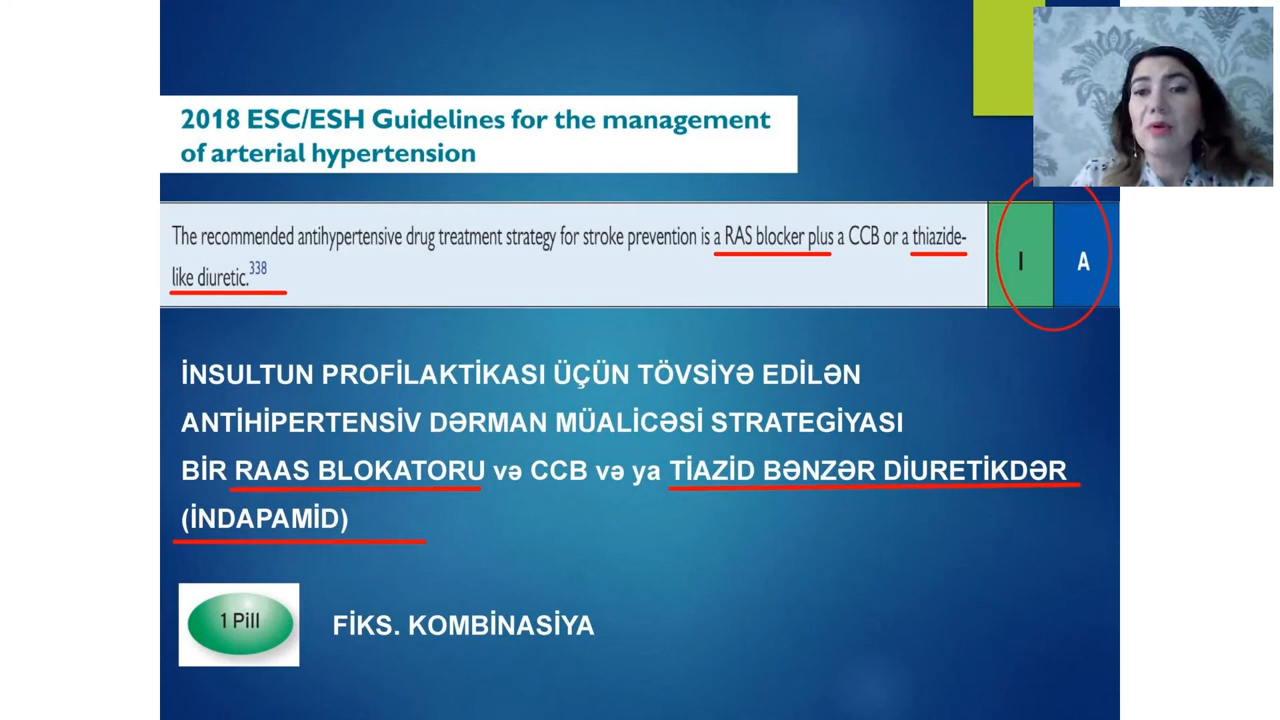 2018 ESC/ESH Guidelines for the management
of arterial hypertension
The recommended antihypertensive drug treatment strategy for stroke prevention is a RAS blocker plus a CCB or a thiazide-
like diuretic.338
I A
İNSULTUN PROFİLAKTİKASI ÜÇÜN TÖVSİYƏ EDİLƏN
ANTİHİPERTENSİV DƏRMAN MÜALİCƏSİ STRATEGİYASI
BİR RAAS BLOKATORU və CCB və ya TİAZİD BƏNZƏR DİURETİKDƏR
(İNDAPAMİD)
1 Pill
FİKS. KOMBİNASİYA